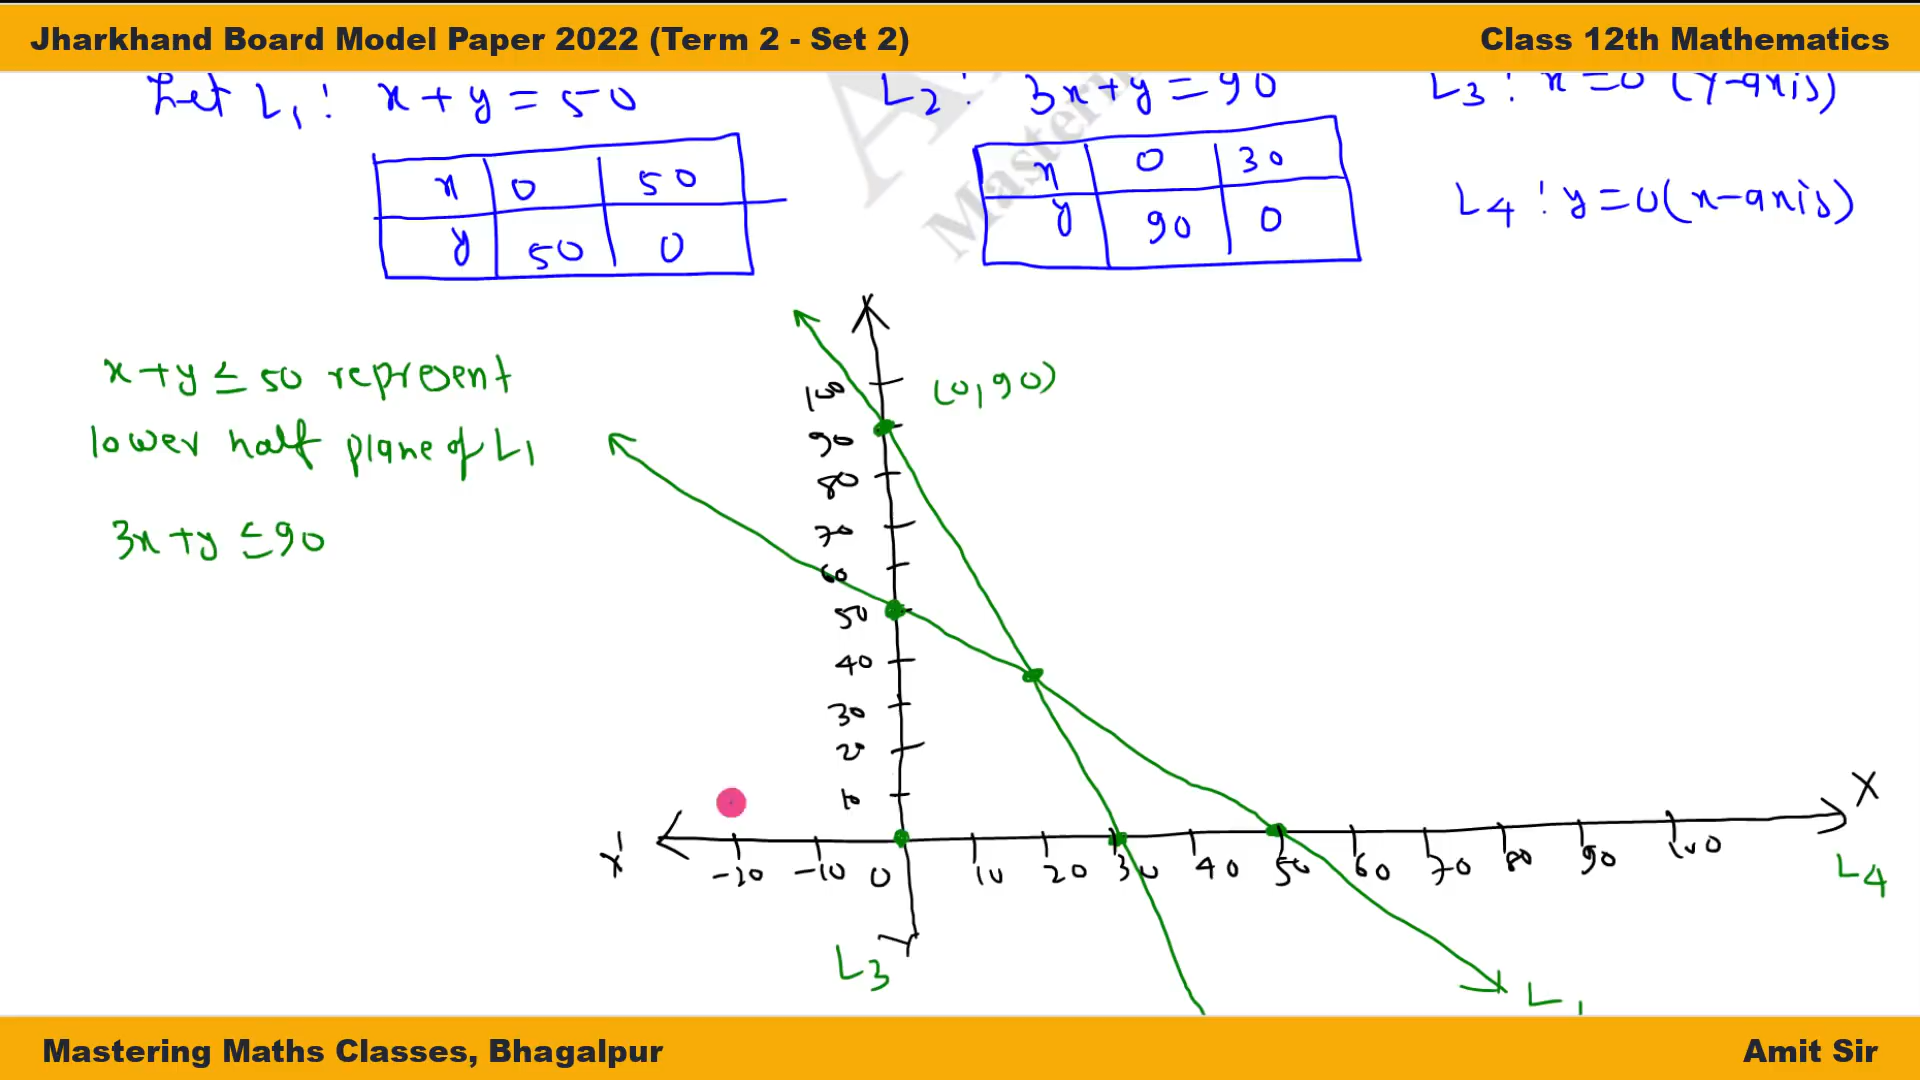 Jharkhand Board Model Paper 2022 (Term 2 - Set 2)
Class 12th Mathematics
Let L1: x + y = 50
L2: 3x + y = 90
L3: x = 0 (Y-axis)
x 0 50
y 50 0
x 0 30
y 90 0
L4: y = 0 (x-axis)
x + y ≤ 50 represent
lower half plane of L1
3x + y ≤ 90
(0, 90)
90
80
70
60
50
40
30
20
10
X' X
-20 -10 0 10 20 30 40 50 60 70 80 90 100
L4
L3
L1
Mastering Maths Classes, Bhagalpur
Amit Sir